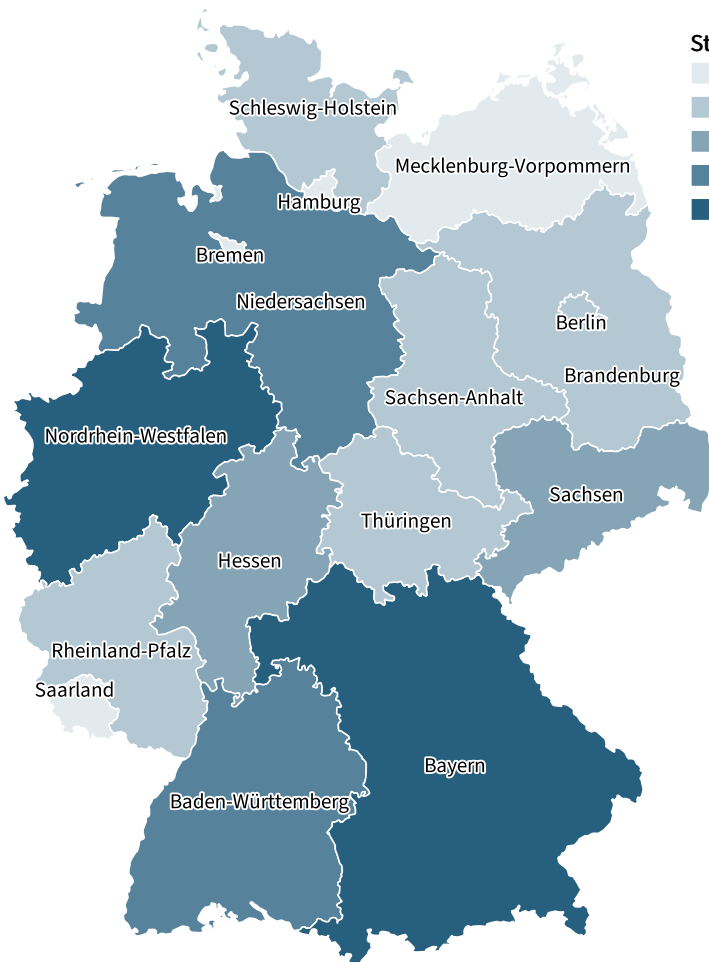 St
Schleswig-Holstein
Mecklenburg-Vorpommern
Hamburg
Bremen
Niedersachsen
Berlin
Brandenburg
Sachsen-Anhalt
Nordrhein-Westfalen
Sachsen
Thüringen
Hessen
Rheinland-Pfalz
Saarland
Bayern
Baden-Württemberg